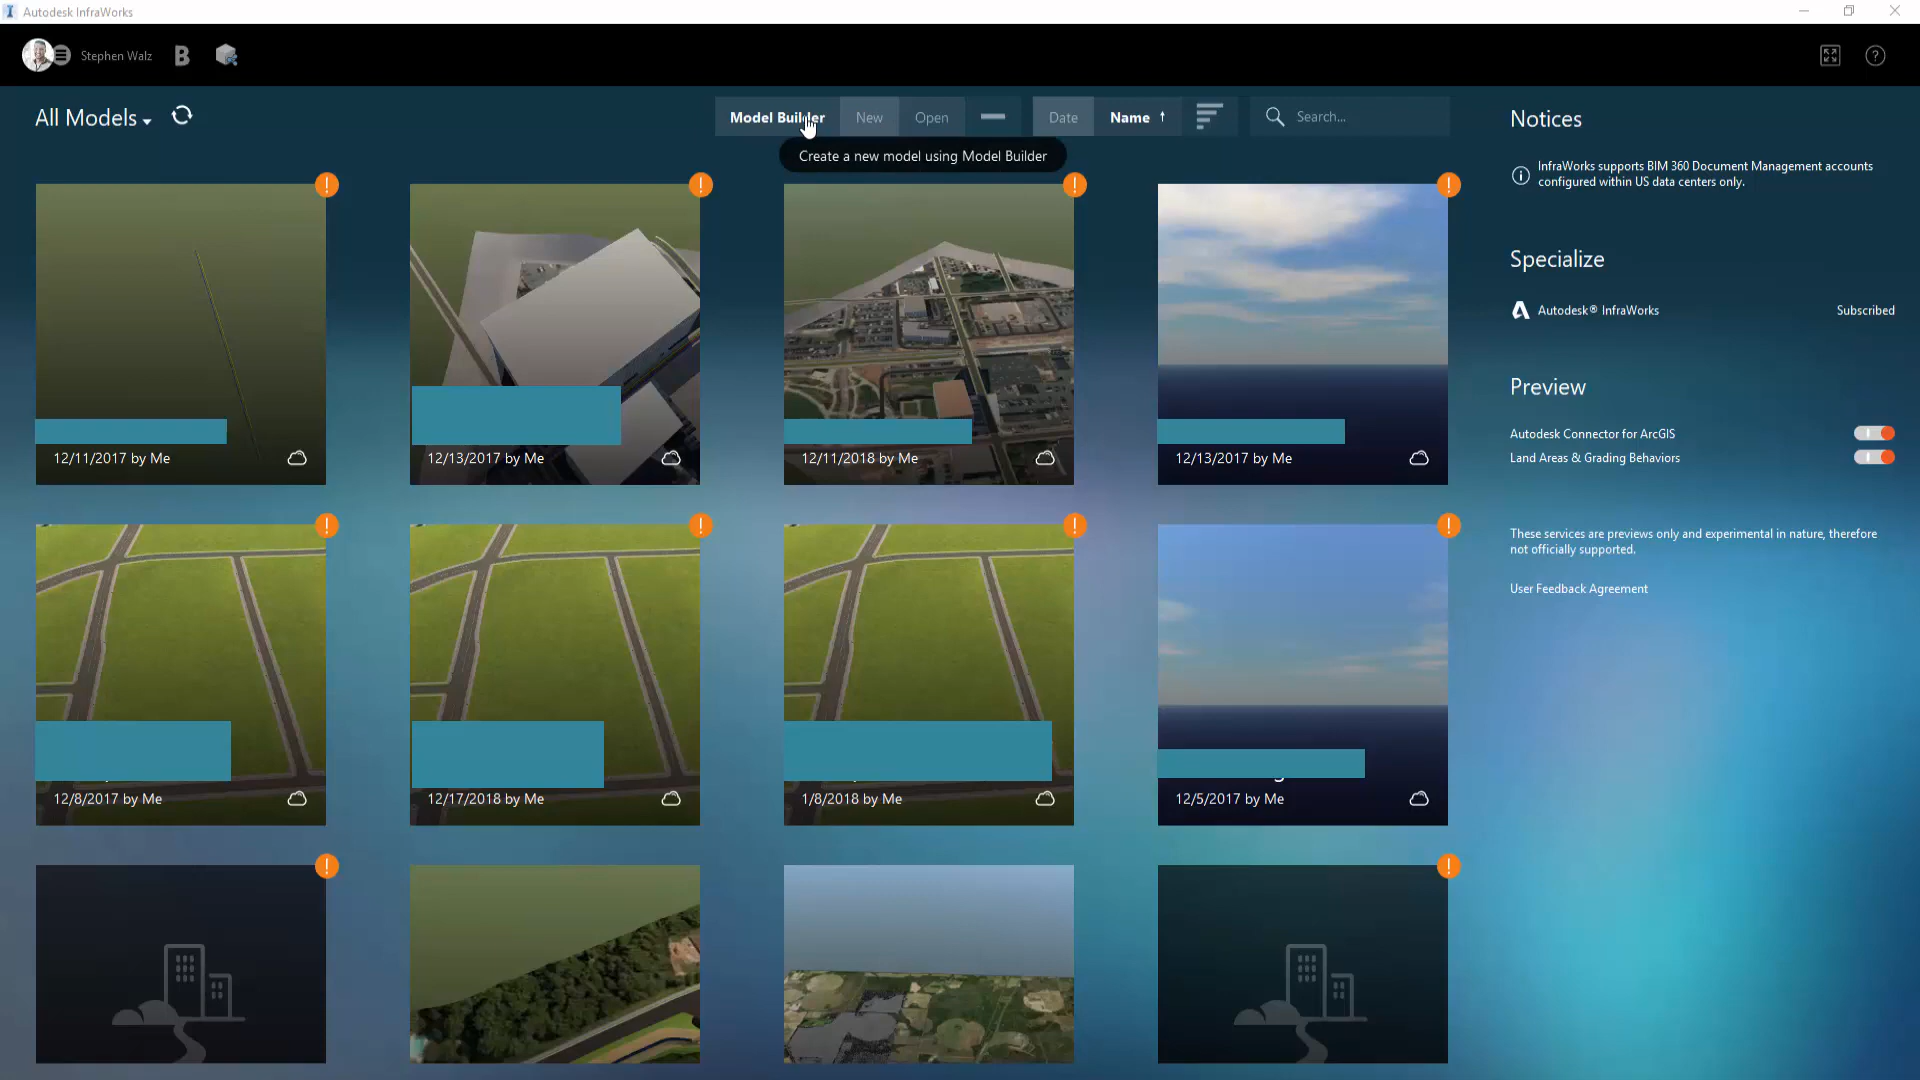 Autodesk InfraWorks
Stephen Walz
B
?
All Models
Model Builder
New
Open
Date
Name ↑
Search...
Create a new model using Model Builder
Notices
InfraWorks supports BIM 360 Document Management accounts
configured within US data centers only.
Specialize
Autodesk® InfraWorks
Subscribed
Preview
Autodesk Connector for ArcGIS
Land Areas & Grading Behaviors
These services are previews only and experimental in nature, therefore
not officially supported.
User Feedback Agreement
!
!
!
!
12/11/2017 by Me
12/13/2017 by Me
12/11/2018 by Me
12/13/2017 by Me
!
!
!
!
12/8/2017 by Me
12/17/2018 by Me
1/8/2018 by Me
12/5/2017 by Me
!
!